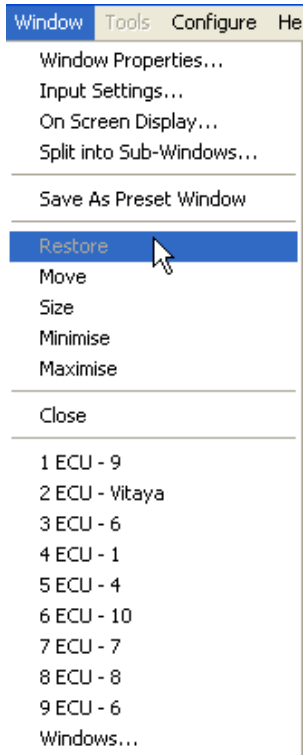 Window Tools Configure He
Window Properties...
Input Settings...
On Screen Display...
Split into Sub-Windows...
Save As Preset Window
Restore
Move
Size
Minimise
Maximise
Close
1 ECU - 9
2 ECU - Vitaya
3 ECU - 6
4 ECU - 1
5 ECU - 4
6 ECU - 10
7 ECU - 7
8 ECU - 8
9 ECU - 6
Windows...